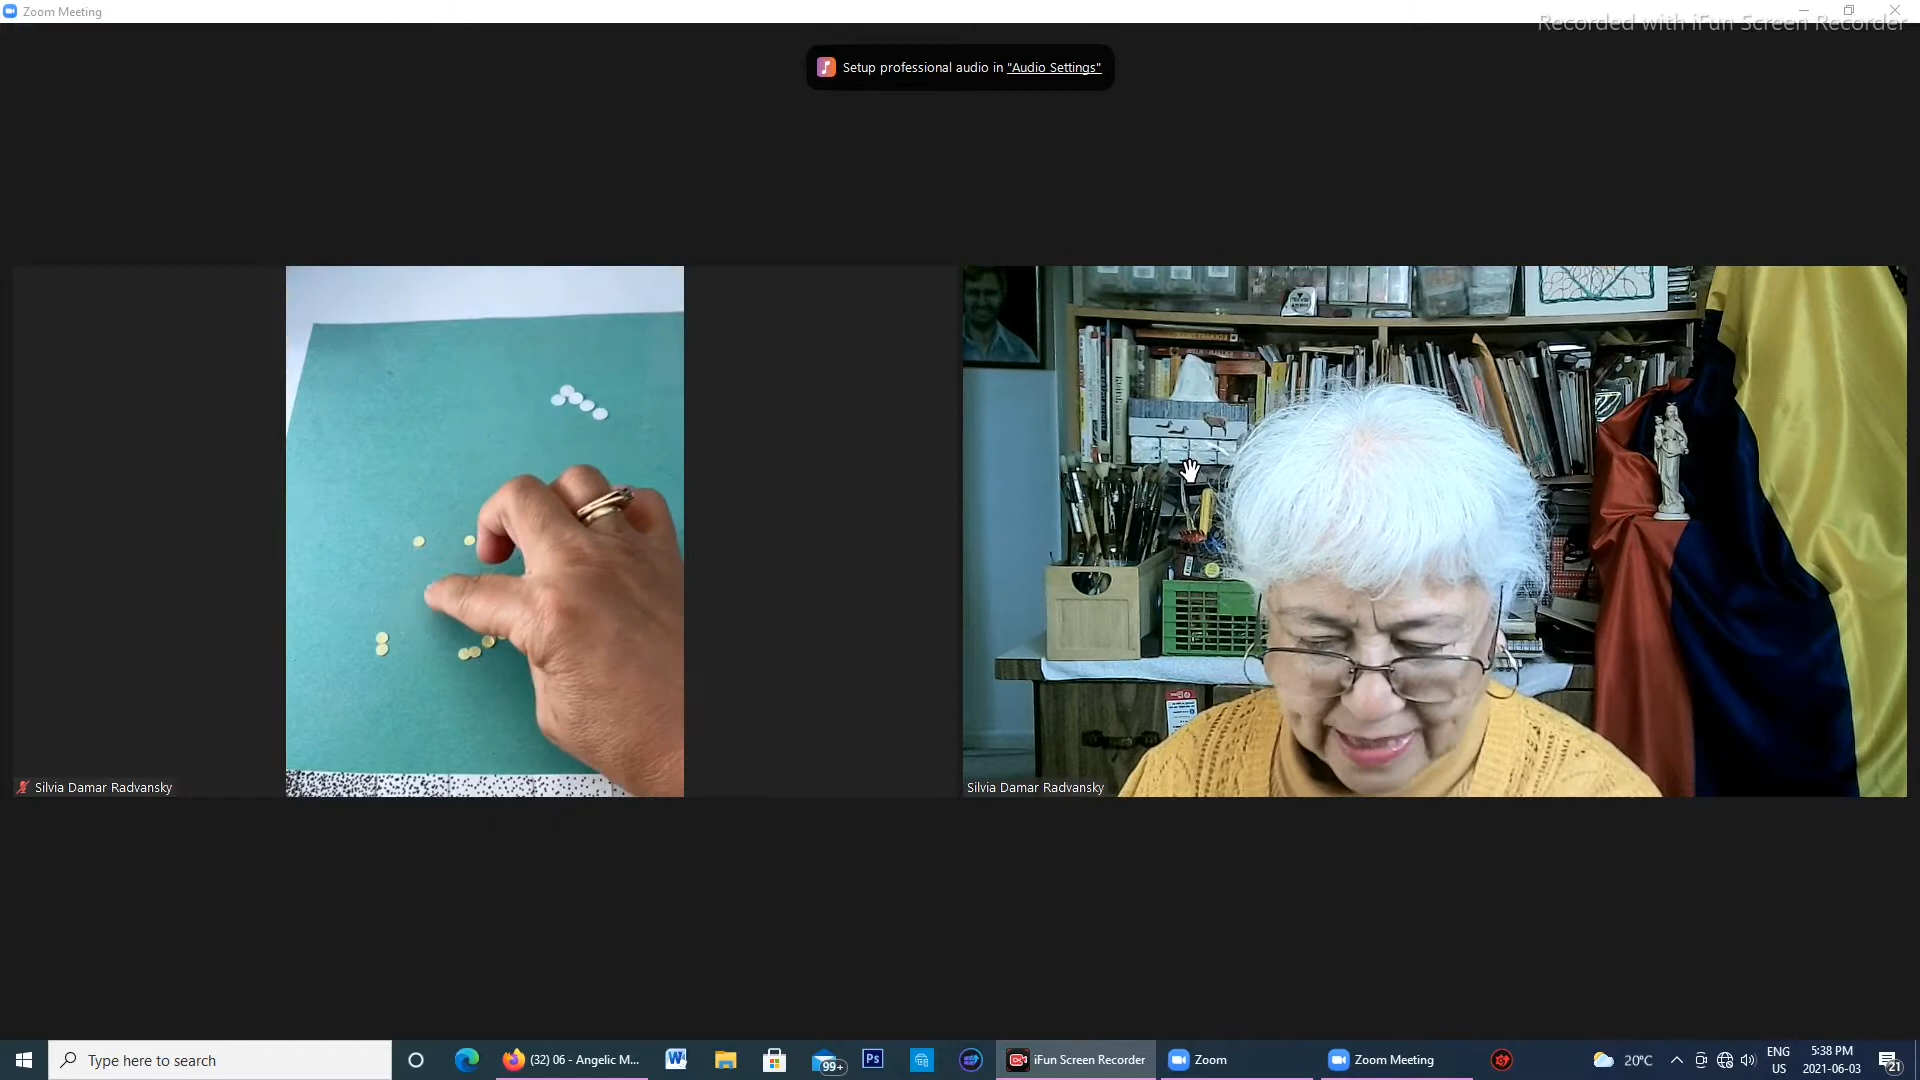 Zoom Meeting
Recorded with iFun Screen Recorder
Setup professional audio in "Audio Settings"
Silvia Damar Radvansky
Silvia Damar Radvansky
Type here to search
(32) 06 - Angelic M...
99+
Ps
iFun Screen Recorder
Zoom
Zoom Meeting
20°C
ENG
US
5:38 PM
2021-06-03
21